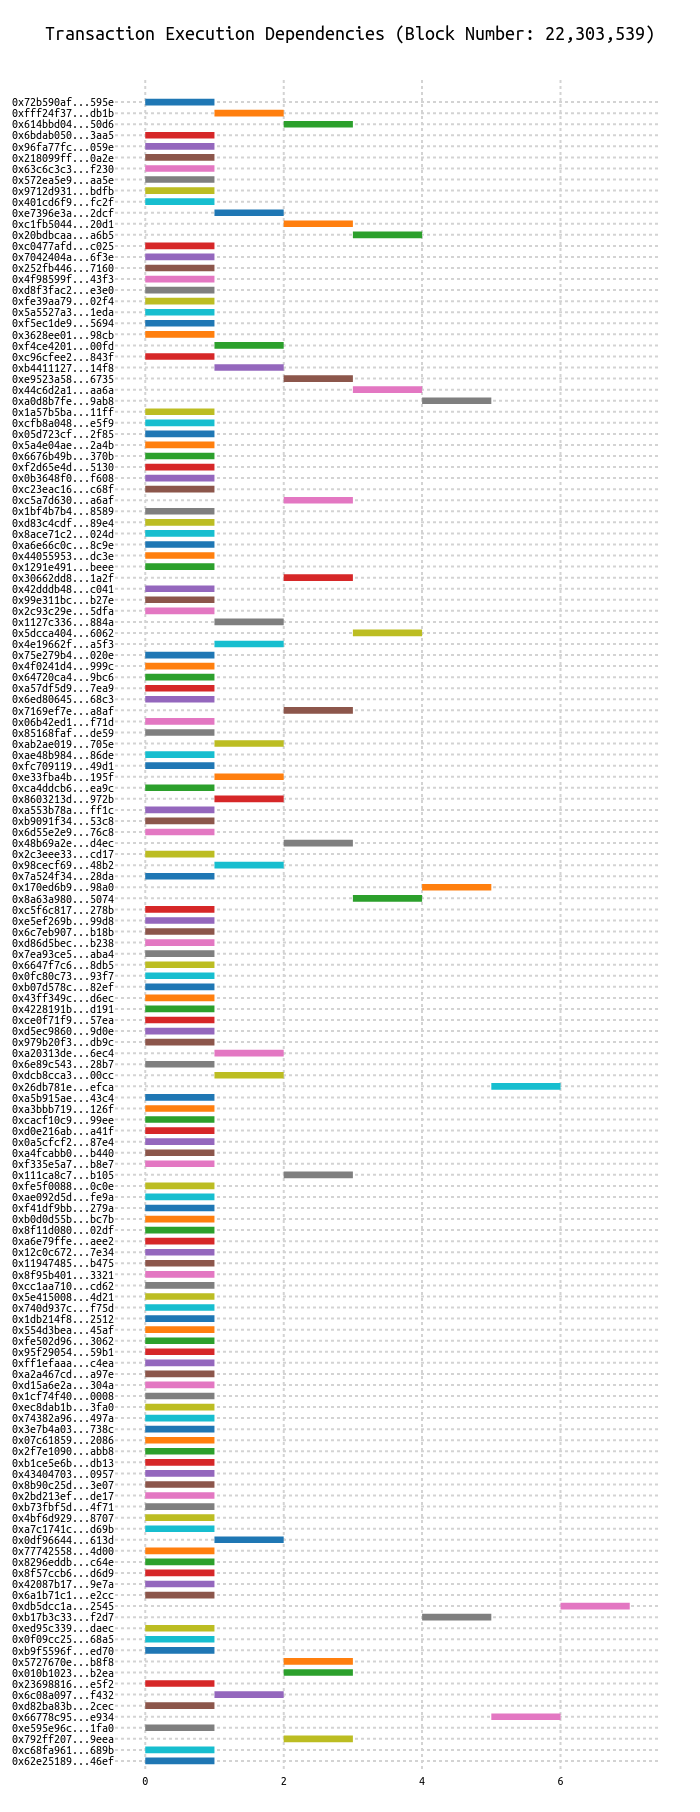 Transaction Execution Dependencies (Block Number: 22,303,539)
0x72b590af...595e
0xfff24f37...db1b
0x614bbd04...50d6
0x6bdab050...3aa5
0x96fa77fc...059e
0x218099ff...0a2e
0x63c6c3c3...f230
0x572ea5e9...aa5e
0x9712d931...bdfb
0x401cd6f9...fc2f
0xe7396e3a...2dcf
0xc1fb5044...20d1
0x20bdbcaa...a6b5
0xc0477afd...c025
0x7042404a...6f3e
0x252fb446...7160
0x4f98599f...43f3
0xd8f3fac2...e3e0
0xfe39aa79...02f4
0x5a5527a3...1eda
0xf5ec1de9...5694
0x3628ee01...98cb
0xf4ce4201...00fd
0xc96cfee2...843f
0xb4411127...14f8
0xe9523a58...6735
0x44c6d2a1...aa6a
0xa0d8b7fe...9ab8
0x1a57b5ba...11ff
0xcfb8a048...e5f9
0x05d723cf...2f85
0x5a4e04ae...2a4b
0x6676b49b...370b
0xf2d65e4d...5130
0x0b3648f0...f608
0xc23eac16...c68f
0xc5a7d630...a6af
0x1bf4b7b4...8589
0xd83c4cdf...89e4
0x8ace71c2...024d
0xa6e66c0c...8c9e
0x44055953...dc3e
0x1291e491...beee
0x30662dd8...1a2f
0x42dddb48...c041
0x99e311bc...b27e
0x2c93c29e...5dfa
0x1127c336...884a
0x5dcca404...6062
0x4e19662f...a5f3
0x75e279b4...020e
0x4f0241d4...999c
0x64720ca4...9bc6
0xa57df5d9...7ea9
0x6ed80645...68c3
0x7169ef7e...a8af
0x06b42ed1...f71d
0x85168faf...de59
0xab2ae019...705e
0xae48b984...86de
0xfc709119...49d1
0xe33fba4b...195f
0xca4ddcb6...ea9c
0x8603213d...972b
0xa553b78a...ff1c
0xb9091f34...53c8
0x6d55e2e9...76c8
0x48b69a2e...d4ec
0x2c3eee33...cd17
0x98cecf69...48b2
0x7a524f34...28da
0x170ed6b9...98a0
0x8a63a980...5074
0xc5f6c817...278b
0xe5ef269b...99d8
0x6c7eb907...b18b
0xd86d5bec...b238
0x7ea93ce5...aba4
0x6647f7c6...8db5
0x0fc80c73...93f7
0xb07d578c...82ef
0x43ff349c...d6ec
0x4228191b...d191
0xce0f71f9...57ea
0xd5ec9860...9d0e
0x979b20f3...db9c
0xa20313de...6ec4
0x6e89c543...28b7
0xdcb8cca3...00cc
0x26db781e...efca
0xa5b915ae...43c4
0xa3bbb719...126f
0xcacf10c9...99ee
0xd0e216ab...a41f
0x0a5cfcf2...87e4
0xa4fcabb0...b440
0xf335e5a7...b8e7
0x111ca8c7...b105
0xfe5f0088...0c0e
0xae092d5d...fe9a
0xf41df9bb...279a
0xb0d0d55b...bc7b
0x8f11d080...02df
0xa6e79ffe...aee2
0x12c0c672...7e34
0x11947485...b475
0x8f95b401...3321
0xcc1aa710...cd62
0x5e415008...4d21
0x740d937c...f75d
0x1db214f8...2512
0x554d3bea...45af
0xfe502d96...3062
0x95f29054...59b1
0xff1efaaa...c4ea
0xa2a467cd...a97e
0xd15a6e2a...304a
0x1cf74f40...0008
0xec8dab1b...3fa0
0x74382a96...497a
0x3e7b4a03...738c
0x07c61859...2086
0x2f7e1090...abb8
0xb1ce5e6b...db13
0x43404703...0957
0x8b90c25d...3e07
0x2bd213ef...de17
0xb73fbf5d...4f71
0x4bf6d929...8707
0xa7c1741c...d69b
0x0df96644...613d
0x77742558...4d00
0x8296eddb...c64e
0x8f57ccb6...d6d9
0x42087b17...9e7a
0x6a1b71c1...e2cc
0xdb5dcc1a...2545
0xb17b3c33...f2d7
0xed95c339...daec
0x0f09cc25...68a5
0xb9f5596f...ed70
0x5727670e...b8f8
0x010b1023...b2ea
0x23698816...e5f2
0x6c08a097...f432
0xd82ba83b...2cec
0x66778c95...e934
0xe595e96c...1fa0
0x792ff207...9eea
0xc68fa961...689b
0x62e25189...46ef
0 2 4 6